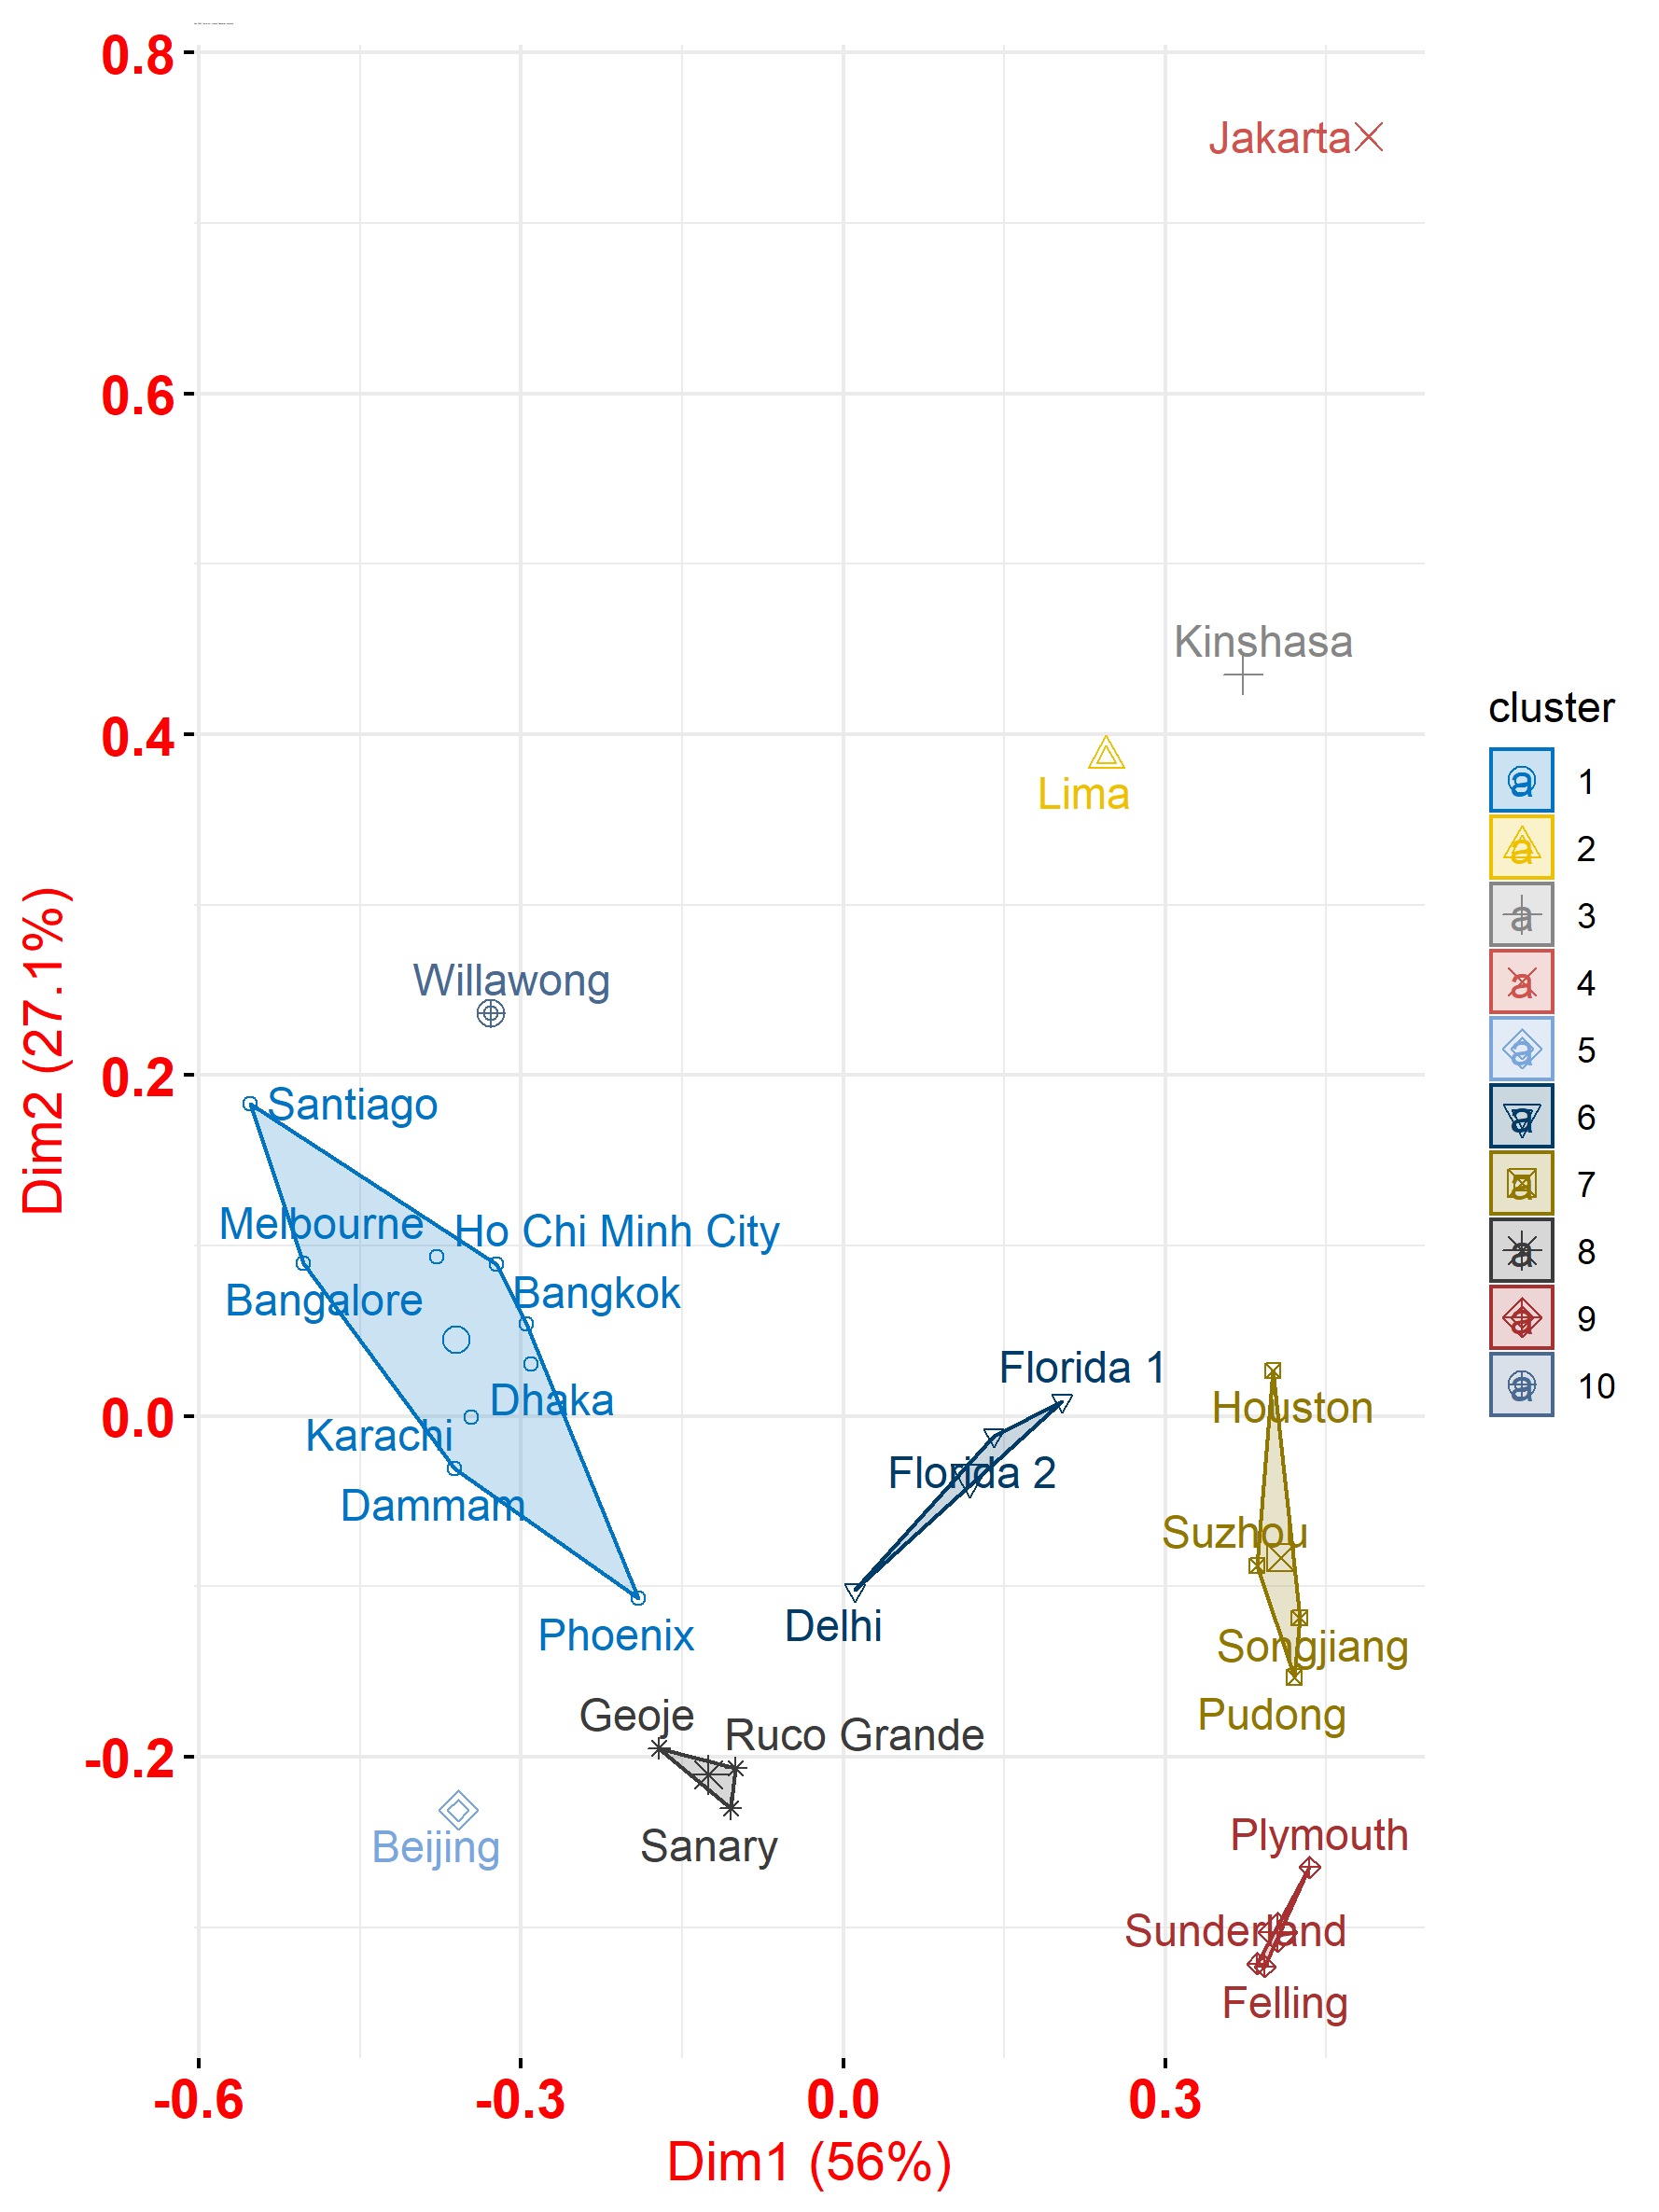 0.8
Jakarta
0.6
Kinshasa
0.4
Lima
cluster
a 1
a 2
a 3
a 4
a 5
a 6
a 7
a 8
a 9
a 10
Dim2 (27.1%)
Willawong
0.2
Santiago
Melbourne
Ho Chi Minh City
Bangkok
Bangalore
Florida 1
Dhaka
Houston
0.0
Karachi
Florida 2
Dammam
Suzhou
Delhi
Phoenix
Songjiang
Geoje
Pudong
Ruco Grande
-0.2
Beijing
Sanary
Plymouth
Sunderland
Felling
-0.6
-0.3
0.0
0.3
Dim1 (56%)